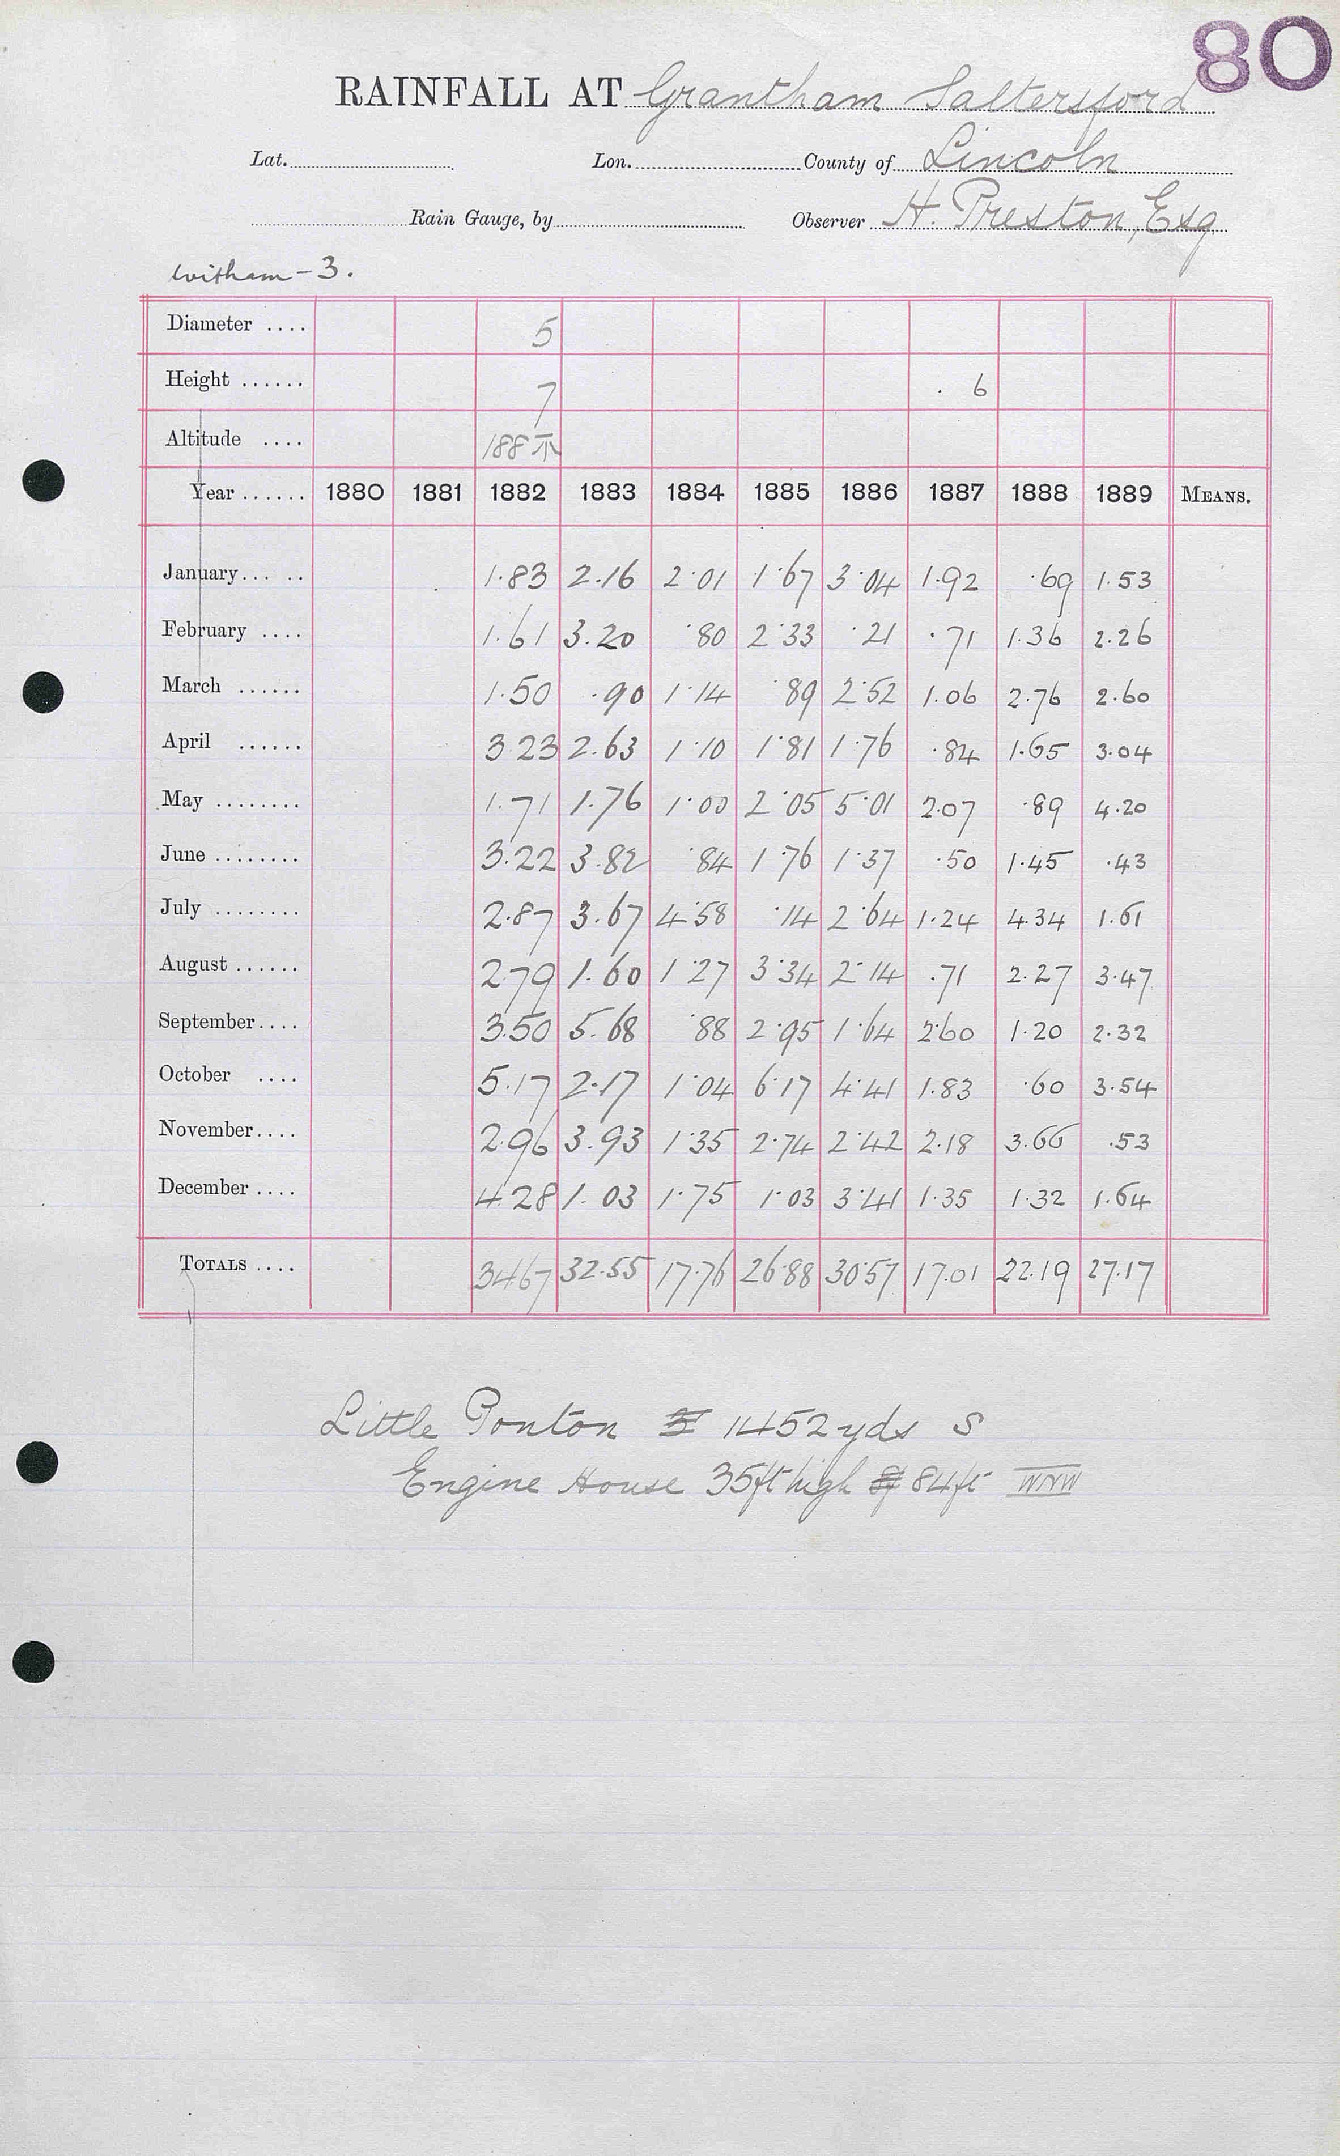 80
RAINFALL AT Grantham Saltersford
Lat. Lon. County of Lincoln
Rain Gauge, by Observer H. Preston, Esq
Witham - 3.
Diameter .... 5
Height ...... 7 . 6
Altitude .... 188
Year ...... 1880 1881 1882 1883 1884 1885 1886 1887 1888 1889 MEANS.
January... .. 1.83 2.16 2.01 1.67 3.04 1.92 .69 1.53
February .... 1.61 3.20 .80 2.33 .21 .71 1.36 2.26
March ...... 1.50 .90 1.14 .89 2.52 1.06 2.76 2.60
April ...... 3.23 2.63 1.10 1.81 1.76 .84 1.65 3.04
May ........ 1.71 1.76 1.00 2.05 5.01 2.07 .89 4.20
June ........ 3.22 3.82 .84 1.76 1.37 .50 1.45 .43
July ........ 2.87 3.67 4.58 .14 2.64 1.24 4.34 1.61
August ...... 2.79 1.60 1.27 3.34 2.14 .71 2.27 3.47
September.... 3.50 5.68 .88 2.95 1.64 2.60 1.20 2.32
October .... 5.17 2.17 1.04 6.17 4.41 1.83 .60 3.54
November.... 2.96 3.93 1.35 2.74 2.42 2.18 3.66 .53
December .... 4.28 1.03 1.75 1.03 3.41 1.35 1.32 1.64
TOTALS .... 34.67 32.55 17.76 26.88 30.57 17.01 22.19 27.17
Little Ponton 1452 yds S
Engine House 35ft high 84ft WNW